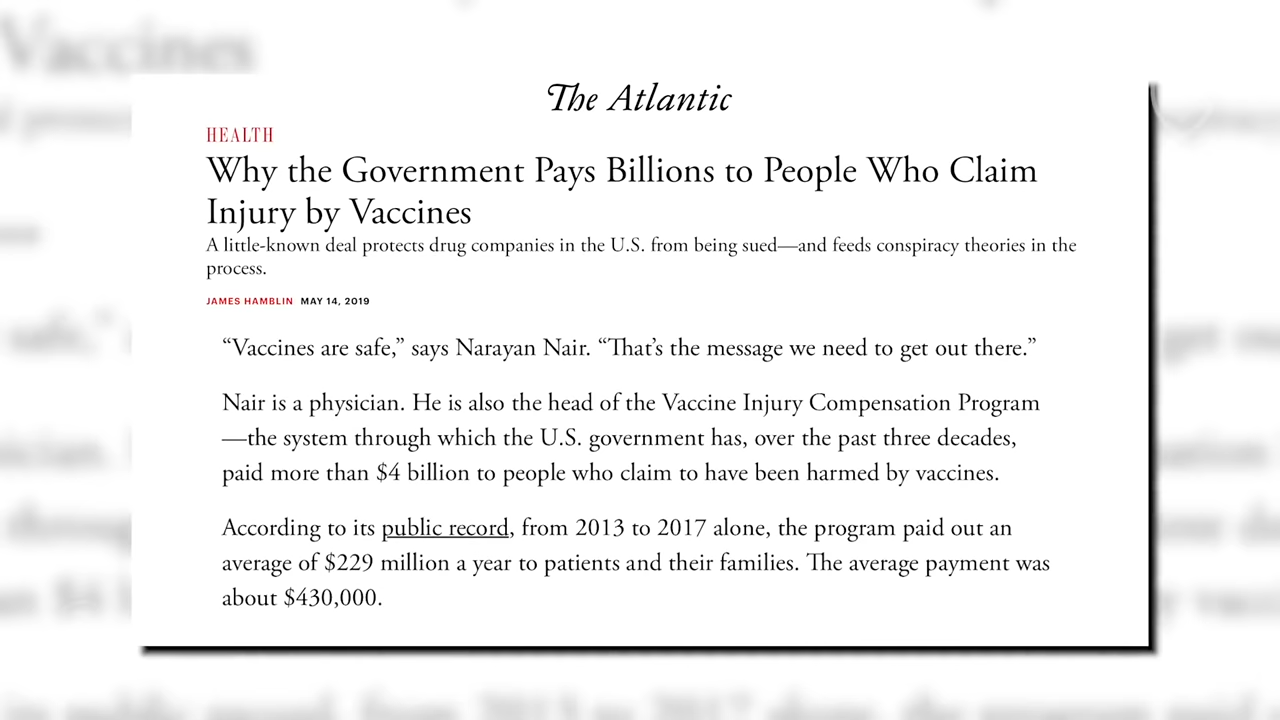 Vaccines
The Atlantic
HEALTH
Why the Government Pays Billions to People Who Claim
Injury by Vaccines
A little-known deal protects drug companies in the U.S. from being sued—and feeds conspiracy theories in the
process.
JAMES HAMBLIN MAY 14, 2019
“Vaccines are safe,” says Narayan Nair. “That’s the message we need to get out there.”
Nair is a physician. He is also the head of the Vaccine Injury Compensation Program
—the system through which the U.S. government has, over the past three decades,
paid more than $4 billion to people who claim to have been harmed by vaccines.
According to its public record, from 2013 to 2017 alone, the program paid out an
average of $229 million a year to patients and their families. The average payment was
about $430,000.